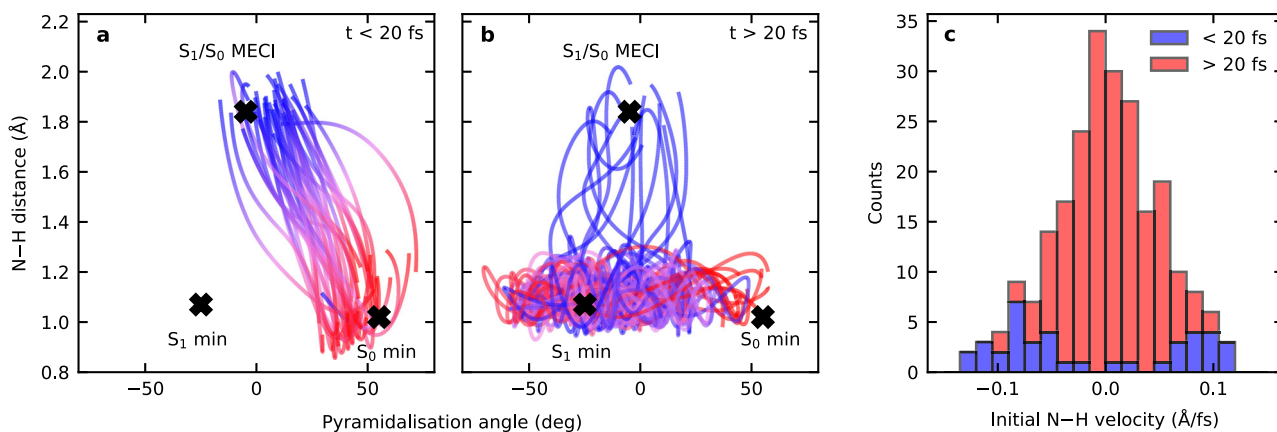 a
t < 20 fs
S₁/S₀ MECI
S₁ min
S₀ min
2.2
2.0
1.8
1.6
1.4
1.2
1.0
0.8
N−H distance (Å)
−50
0
50
b
t > 20 fs
S₁/S₀ MECI
S₁ min
S₀ min
−50
0
50
Pyramidalisation angle (deg)
c
< 20 fs
> 20 fs
35
30
25
20
15
10
5
0
Counts
−0.1
0.0
0.1
Initial N−H velocity (Å/fs)